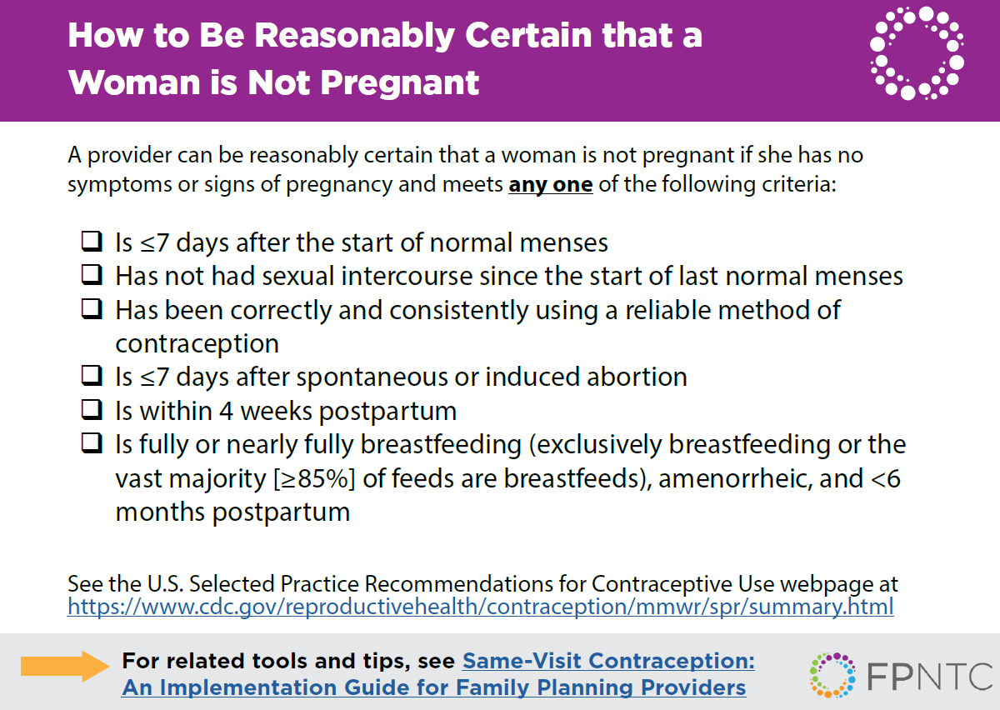 How to Be Reasonably Certain that a
Woman is Not Pregnant
A provider can be reasonably certain that a woman is not pregnant if she has no
symptoms or signs of pregnancy and meets any one of the following criteria:
❑ Is ≤7 days after the start of normal menses
❑ Has not had sexual intercourse since the start of last normal menses
❑ Has been correctly and consistently using a reliable method of
contraception
❑ Is ≤7 days after spontaneous or induced abortion
❑ Is within 4 weeks postpartum
❑ Is fully or nearly fully breastfeeding (exclusively breastfeeding or the
vast majority [≥85%] of feeds are breastfeeds), amenorrheic, and <6
months postpartum
See the U.S. Selected Practice Recommendations for Contraceptive Use webpage at
https://www.cdc.gov/reproductivehealth/contraception/mmwr/spr/summary.html
For related tools and tips, see Same-Visit Contraception:
An Implementation Guide for Family Planning Providers
FPNTC